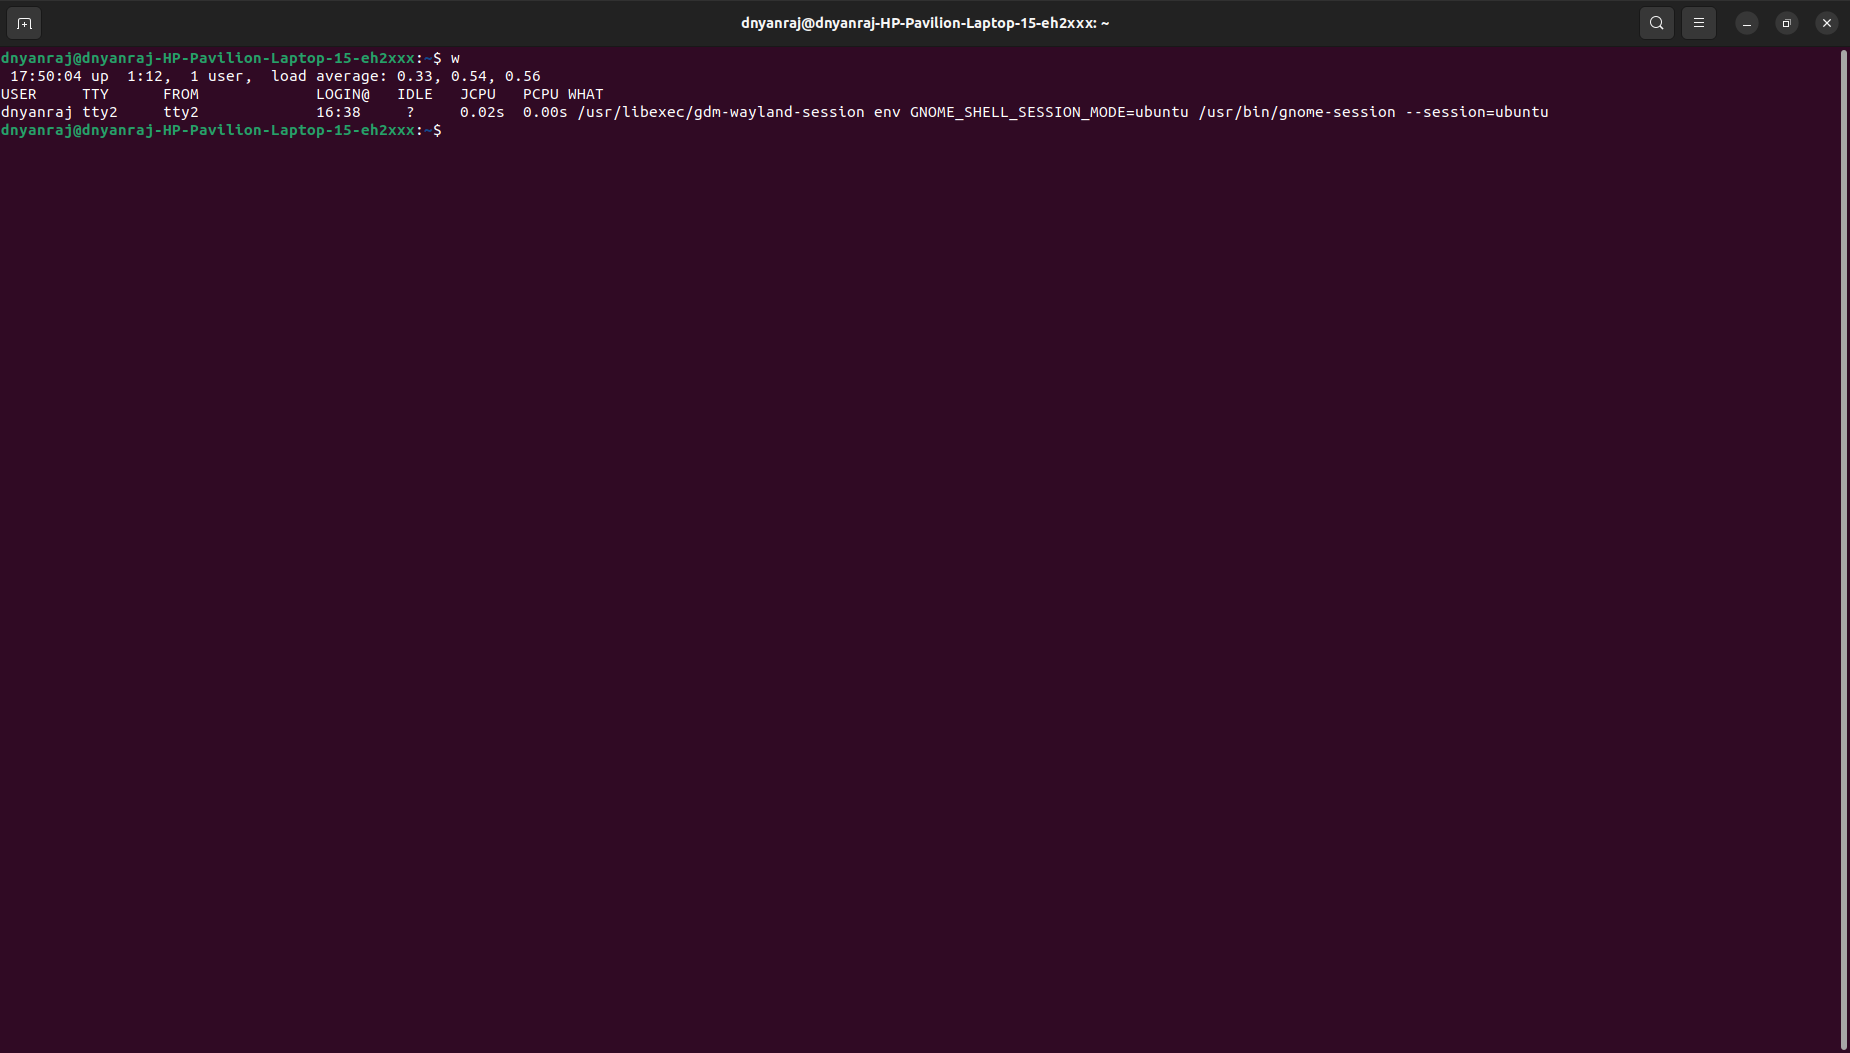 dnyanraj@dnyanraj-HP-Pavilion-Laptop-15-eh2xxx: ~
dnyanraj@dnyanraj-HP-Pavilion-Laptop-15-eh2xxx:~$ w
 17:50:04 up  1:12,  1 user,  load average: 0.33, 0.54, 0.56
USER     TTY      FROM             LOGIN@   IDLE   JCPU   PCPU WHAT
dnyanraj tty2     tty2             16:38    ?     0.02s  0.00s /usr/libexec/gdm-wayland-session env GNOME_SHELL_SESSION_MODE=ubuntu /usr/bin/gnome-session --session=ubuntu
dnyanraj@dnyanraj-HP-Pavilion-Laptop-15-eh2xxx:~$